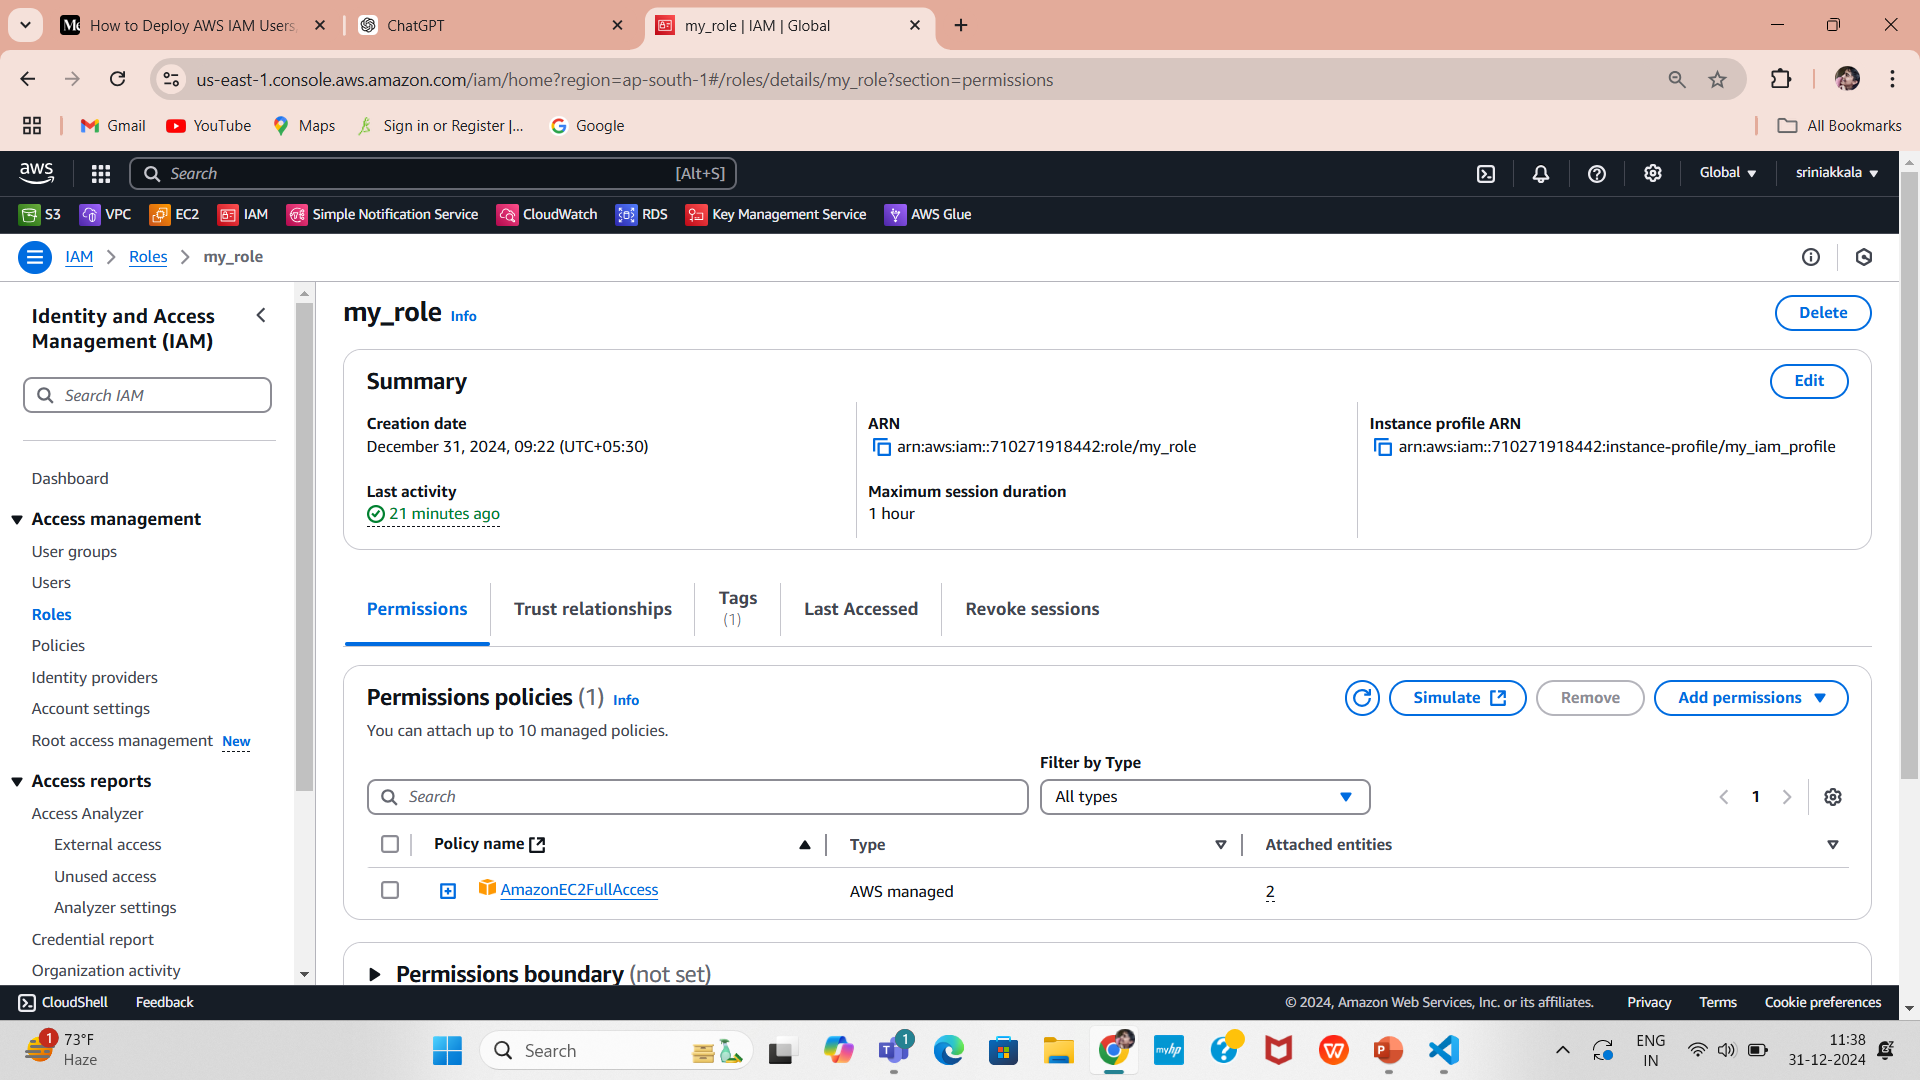 How to Deploy AWS IAM Users,
ChatGPT
my_role | IAM | Global
us-east-1.console.aws.amazon.com/iam/home?region=ap-south-1#/roles/details/my_role?section=permissions
Gmail
YouTube
Maps
Sign in or Register |...
Google
All Bookmarks
aws
Search
[Alt+S]
Global
sriniakkala
S3
VPC
EC2
IAM
Simple Notification Service
CloudWatch
RDS
Key Management Service
AWS Glue
IAM
Roles
my_role
Identity and Access
Management (IAM)
Search IAM
Dashboard
Access management
User groups
Users
Roles
Policies
Identity providers
Account settings
Root access management New
Access reports
Access Analyzer
External access
Unused access
Analyzer settings
Credential report
Organization activity
my_role Info
Delete
Summary
Edit
Creation date
December 31, 2024, 09:22 (UTC+05:30)
ARN
arn:aws:iam::710271918442:role/my_role
Instance profile ARN
arn:aws:iam::710271918442:instance-profile/my_iam_profile
Last activity
21 minutes ago
Maximum session duration
1 hour
Permissions
Trust relationships
Tags
(1)
Last Accessed
Revoke sessions
Permissions policies (1) Info
You can attach up to 10 managed policies.
Simulate
Remove
Add permissions
Filter by Type
Search
All types
1
Policy name
Type
Attached entities
AmazonEC2FullAccess
AWS managed
2
Permissions boundary (not set)
CloudShell
Feedback
© 2024, Amazon Web Services, Inc. or its affiliates.
Privacy
Terms
Cookie preferences
1
73°F
Haze
Search
1
myhp
ENG
IN
11:38
31-12-2024